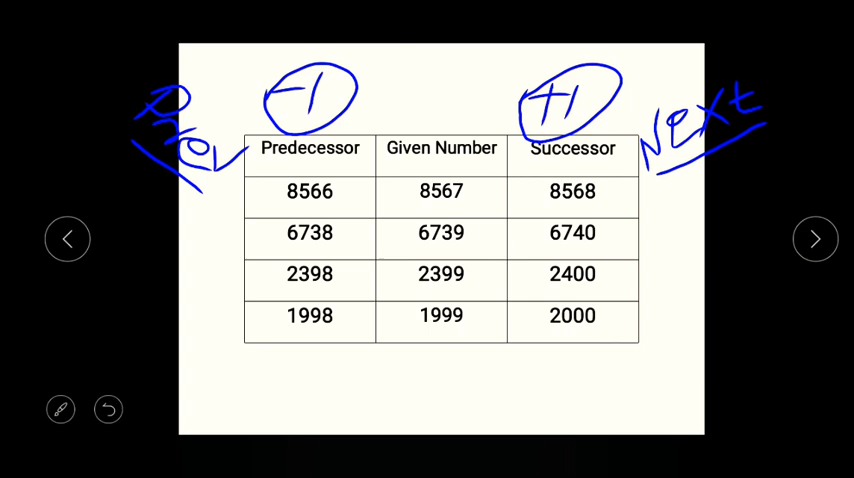 -1 +1
Prev Next
Predecessor Given Number Successor
8566 8567 8568
6738 6739 6740
2398 2399 2400
1998 1999 2000